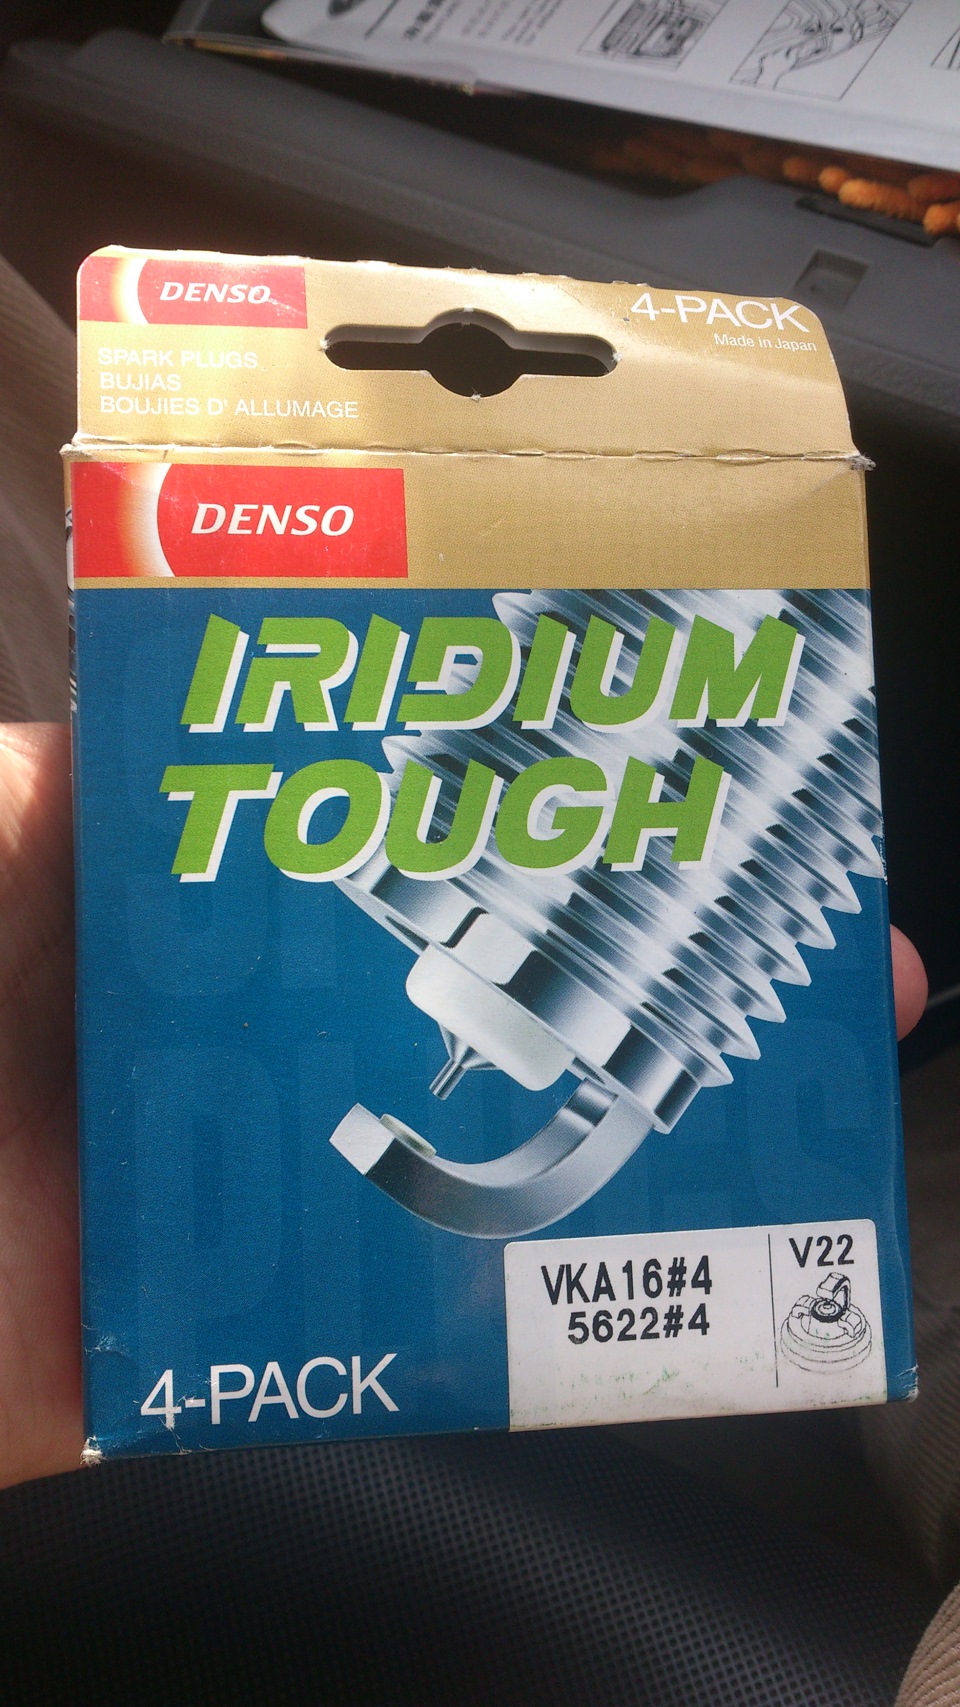 DENSO
4-PACK
Made in Japan
SPARK PLUGS
BUJIAS
BOUJIES D' ALLUMAGE
DENSO
IRIDIUM
TOUGH
VKA16#4
5622#4
V22
4-PACK